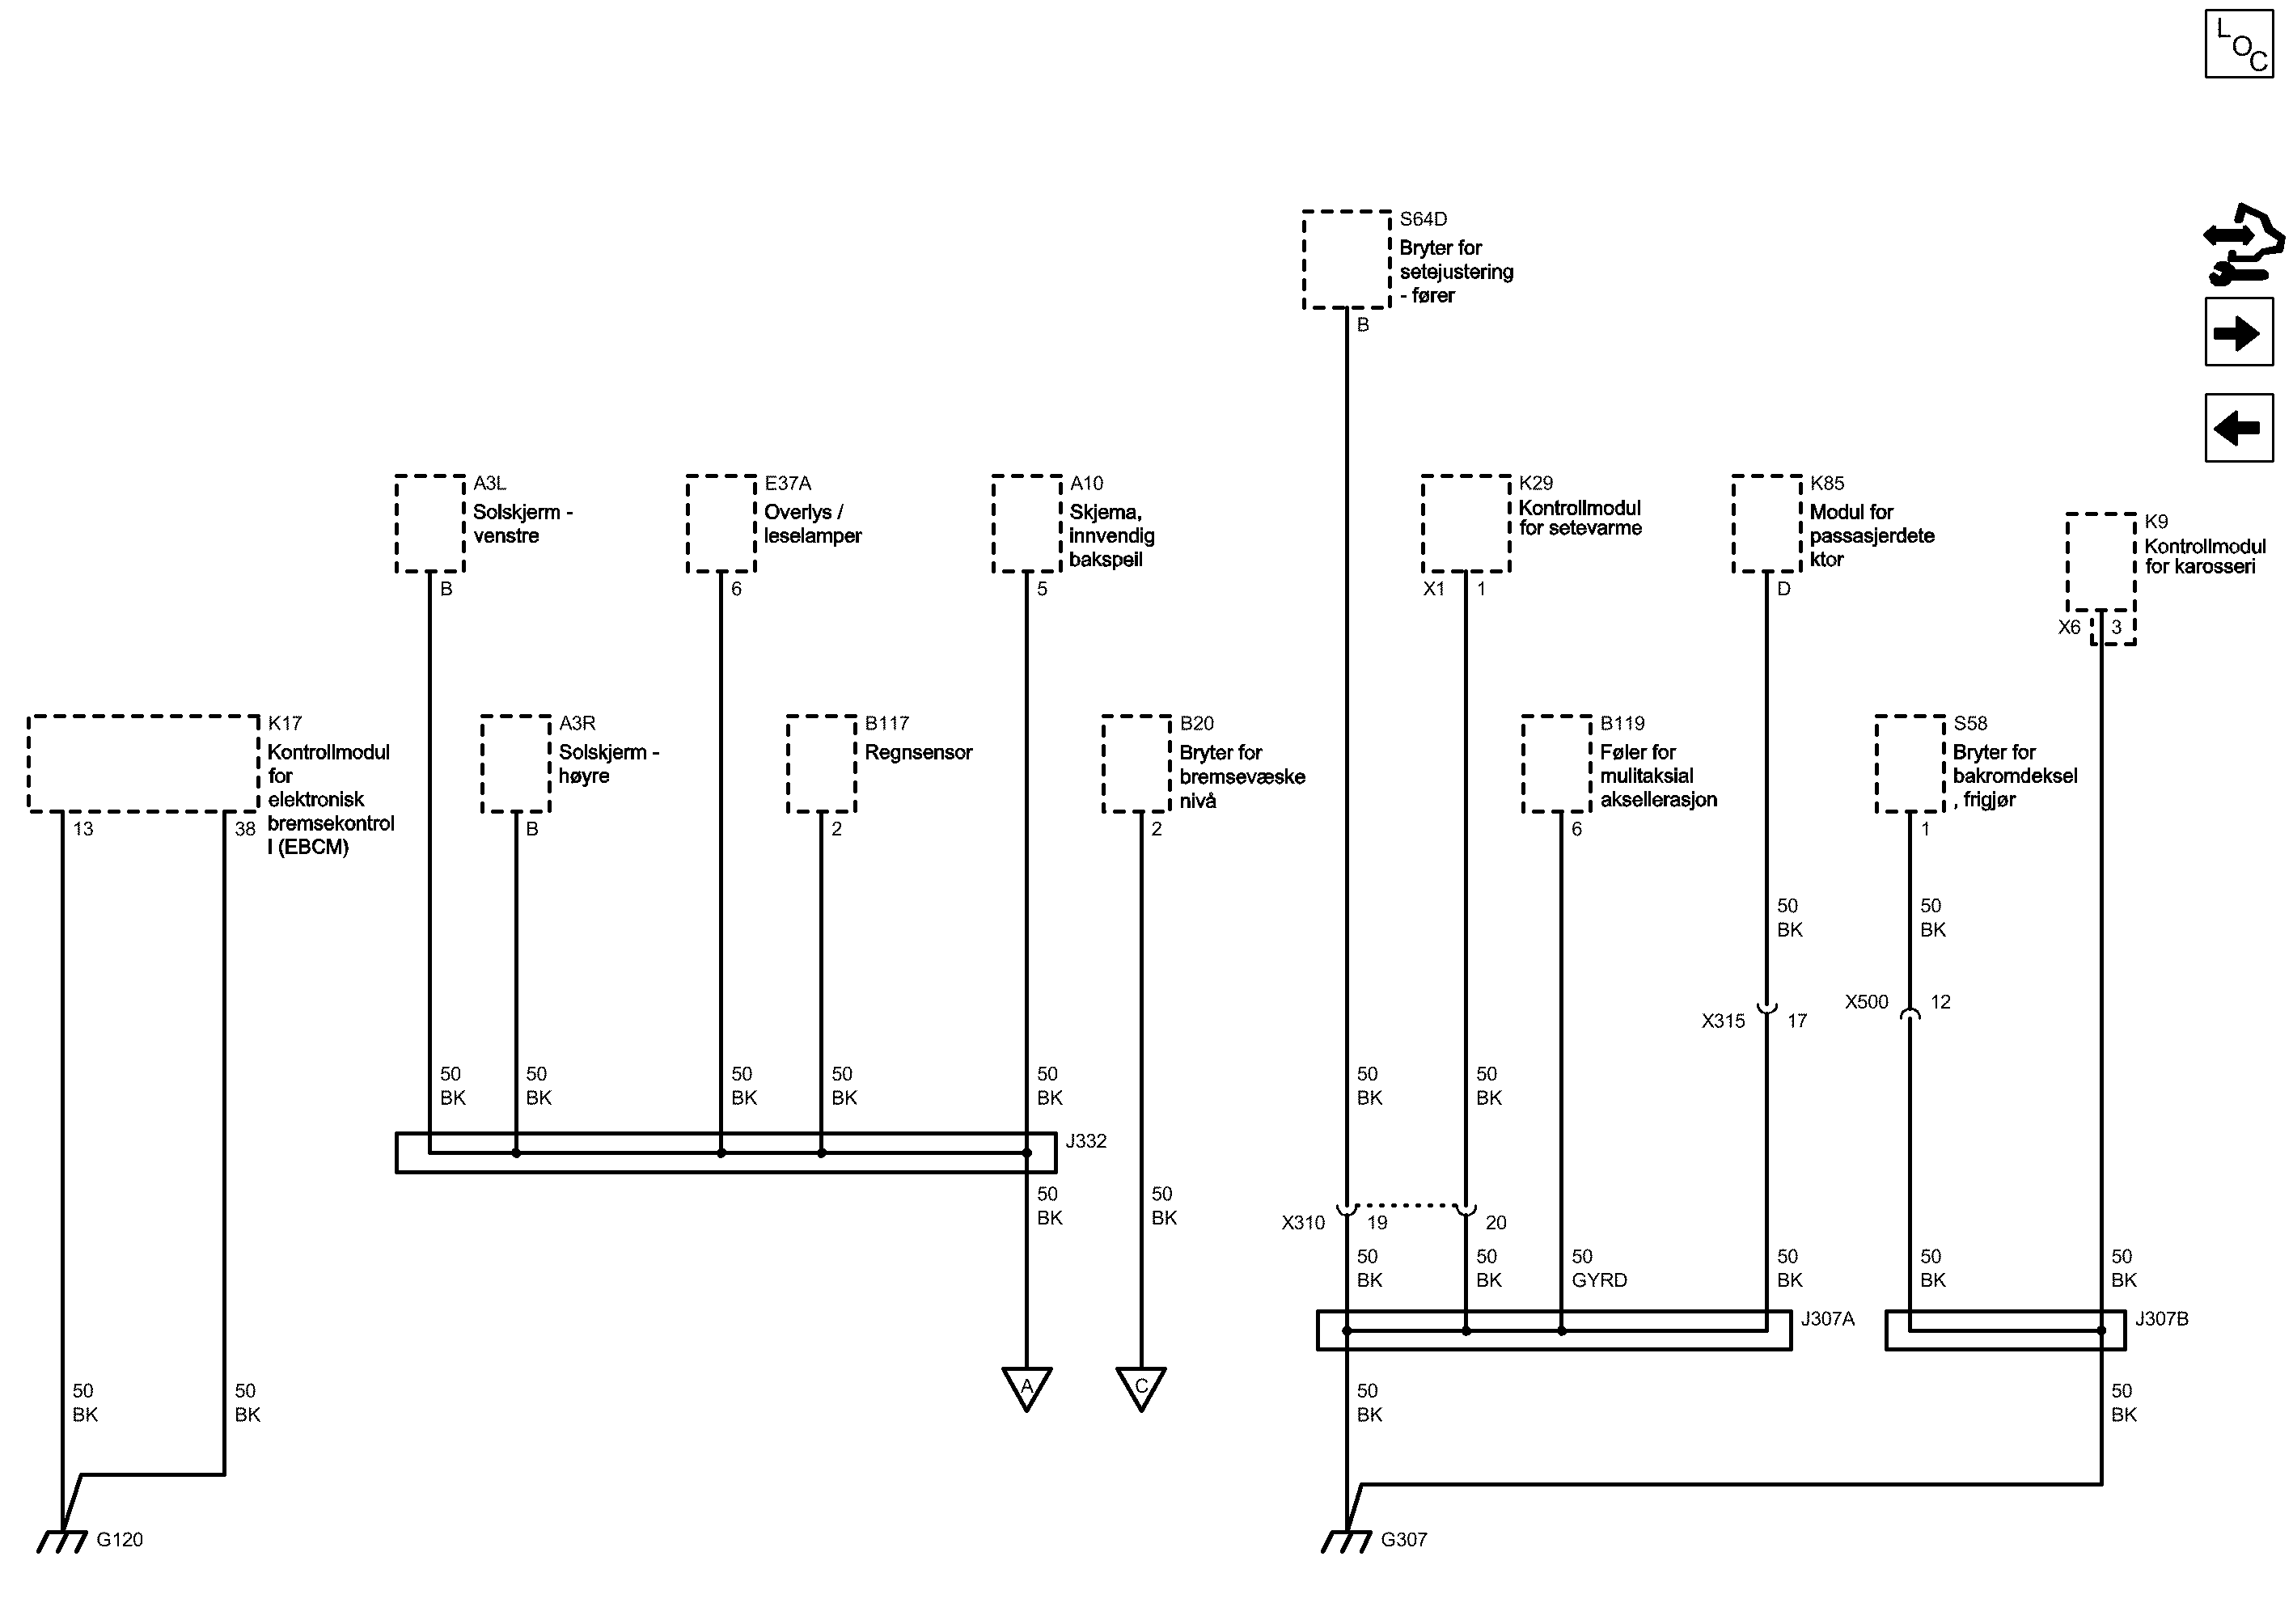 LOC
S64D
Bryter for
setejustering
- fører
B
A3L
Solskjerm -
venstre
B
E37A
Overlys /
leselamper
6
A10
Skjema,
innvendig
bakspeil
5
K29
Kontrollmodul
for setevarme
X1 1
K85
Modul for
passasjerdete
ktor
D
K9
Kontrollmodul
for karosseri
X6 3
K17
Kontrollmodul
for
elektronisk
bremsekontrol
l (EBCM)
13 38
A3R
Solskjerm -
høyre
B
B117
Regnsensor
2
B20
Bryter for
bremsevæske
nivå
2
B119
Føler for
mulitaksial
aksellerasjon
6
S58
Bryter for
bakromdeksel
, frigjør
1
50 50
BK BK
X315 17
X500 12
50 50 50 50 50 50 50
BK BK BK BK BK BK BK
J332
50 50
BK BK
X310 19 20
50 50 50 50 50 50
BK BK GYRD BK BK BK
J307A J307B
A C
50 50 50 50
BK BK BK BK
G120 G307